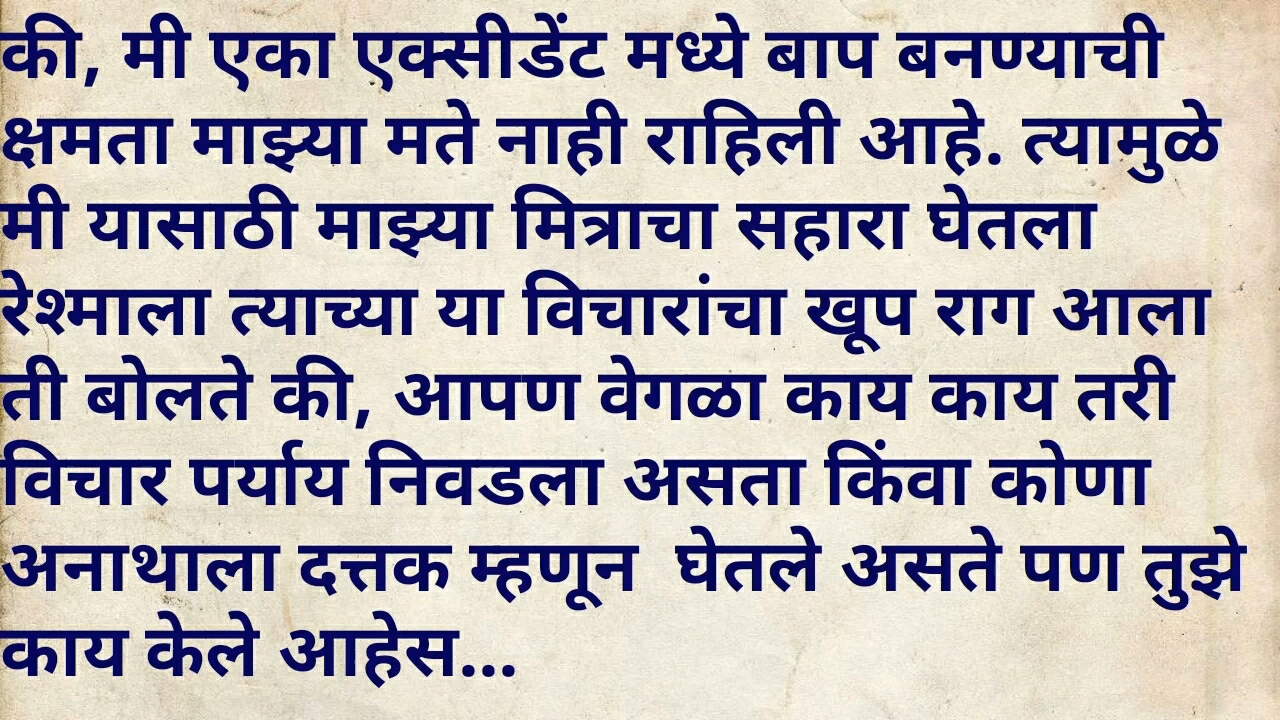 की, मी एका एक्सीडेंट मध्ये बाप बनण्याची
क्षमता माझ्या मते नाही राहिली आहे. त्यामुळे
मी यासाठी माझ्या मित्राचा सहारा घेतला
रेश्माला त्याच्या या विचारांचा खूप राग आला
ती बोलते की, आपण वेगळा काय काय तरी
विचार पर्याय निवडला असता किंवा कोणा
अनाथाला दत्तक म्हणून  घेतले असते पण तुझे
काय केले आहेस...